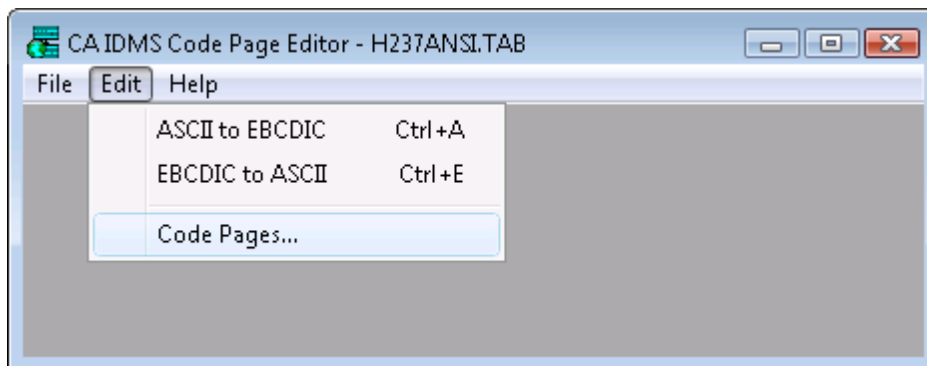 CA IDMS Code Page Editor - H237ANSI.TAB
File Edit Help
ASCII to EBCDIC Ctrl+A
EBCDIC to ASCII Ctrl+E
Code Pages...